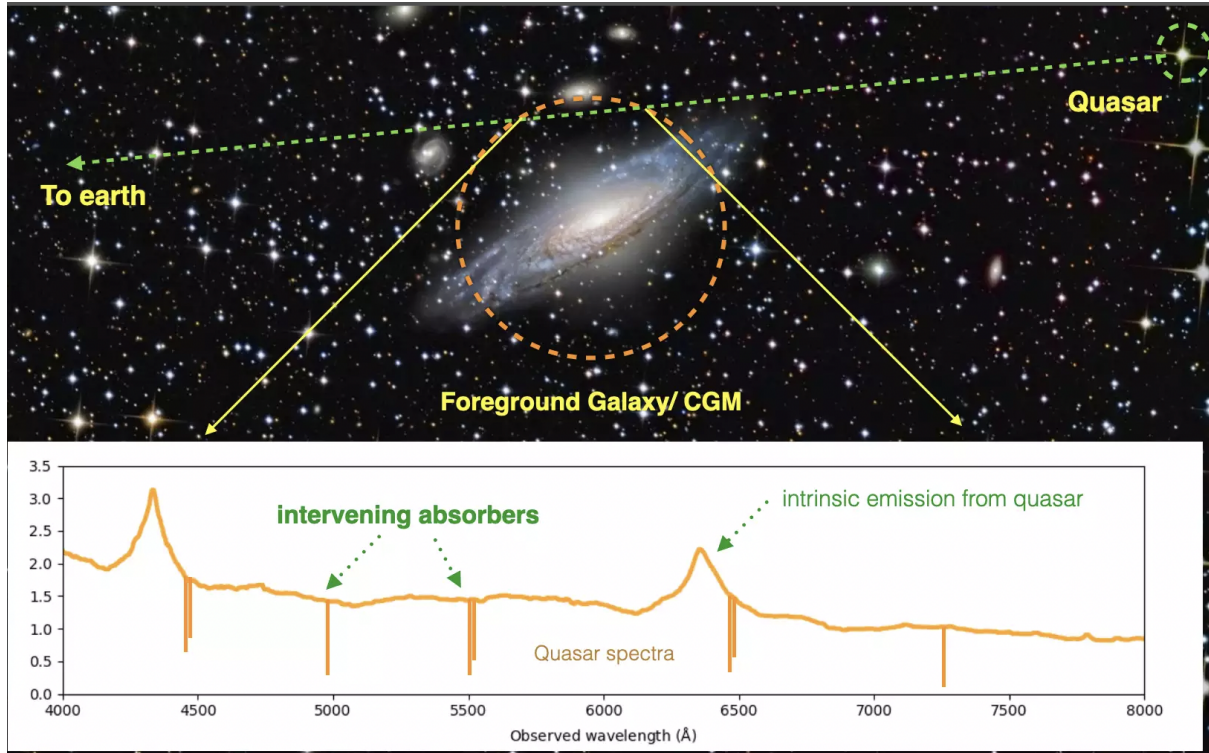 Quasar
To earth
Foreground Galaxy/ CGM
intervening absorbers
intrinsic emission from quasar
Quasar spectra
3.5
3.0
2.5
2.0
1.5
1.0
0.5
0.0
4000 4500 5000 5500 6000 6500 7000 7500 8000
Observed wavelength (Å)